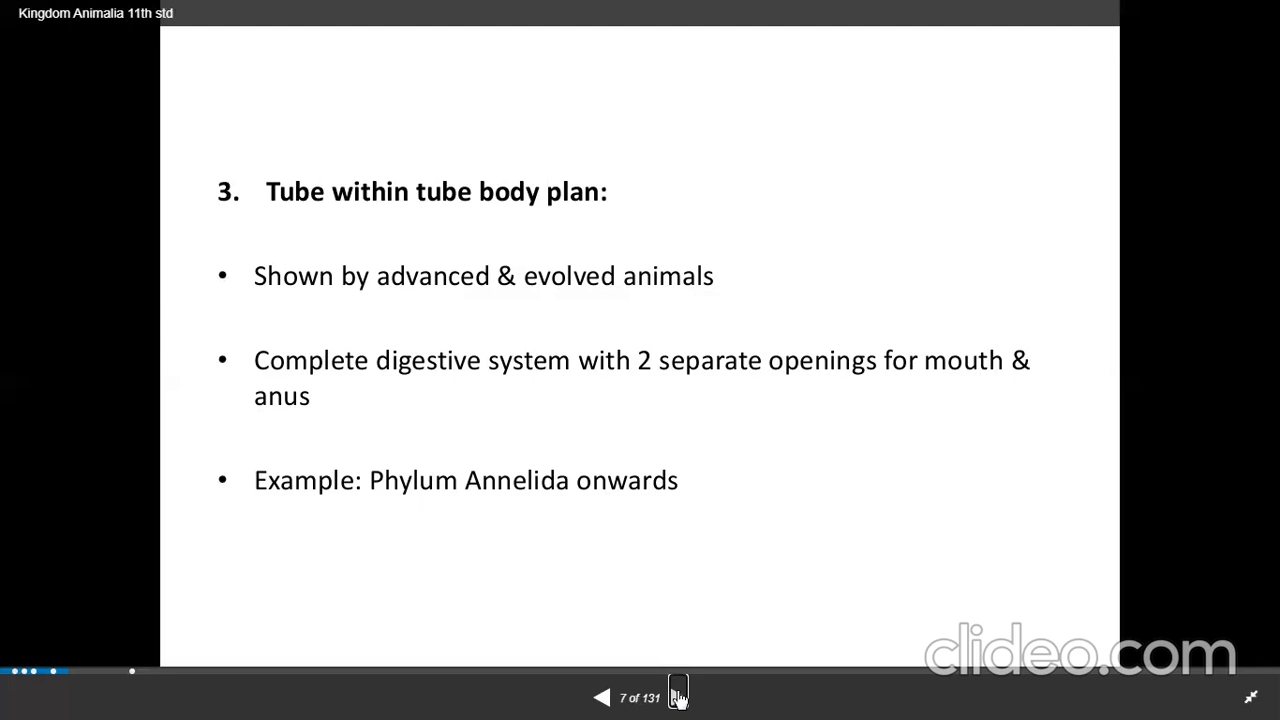 Kingdom Animalia 11th std
3. Tube within tube body plan:
• Shown by advanced & evolved animals
• Complete digestive system with 2 separate openings for mouth &
anus
• Example: Phylum Annelida onwards
clideo.com
7 of 131